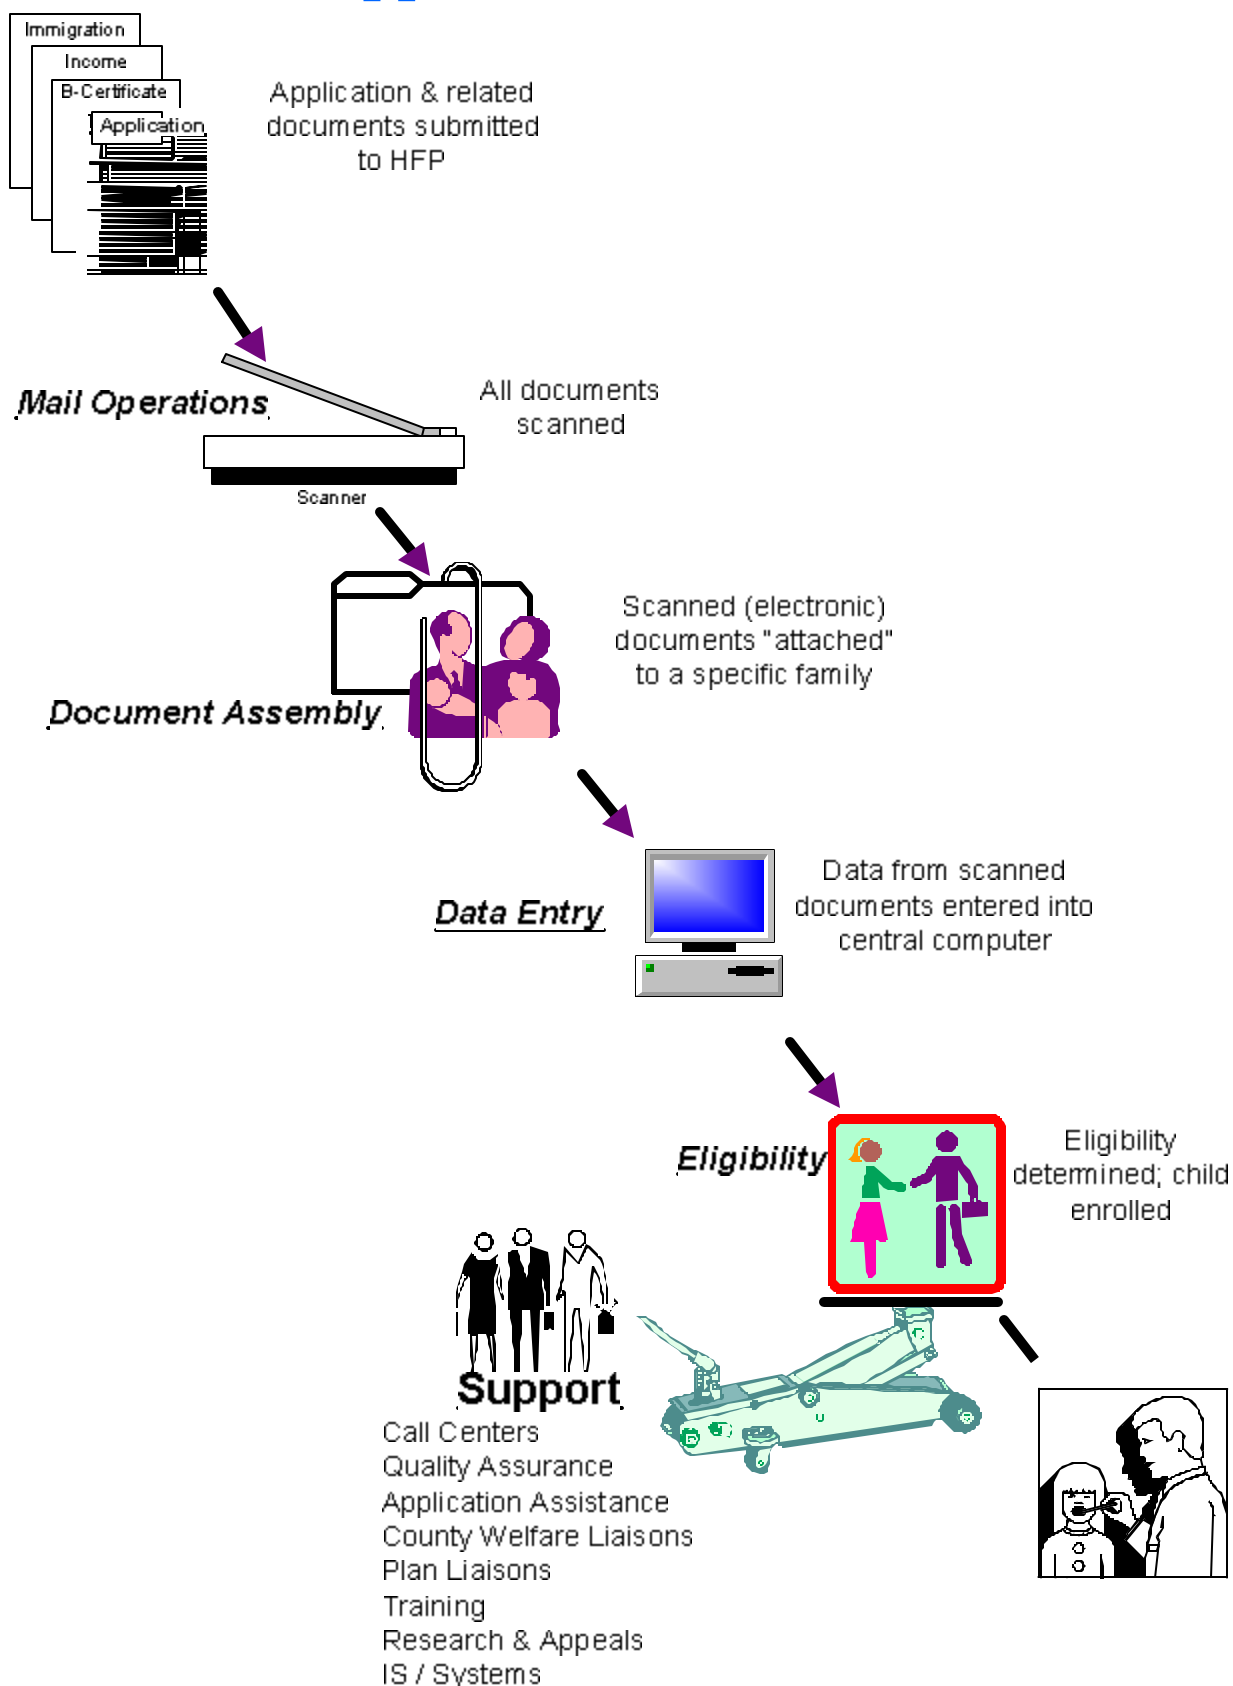 Immigration
Income
B-Certificate
Application
Application & related
documents submitted
to HFP
Mail Operations
All documents
scanned
Scanner
Scanned (electronic)
documents "attached"
to a specific family
Document Assembly
Data Entry
Data from scanned
documents entered into
central computer
Eligibility
Eligibility
determined; child
enrolled
Support
Call Centers
Quality Assurance
Application Assistance
County Welfare Liaisons
Plan Liaisons
Training
Research & Appeals
IS / Systems